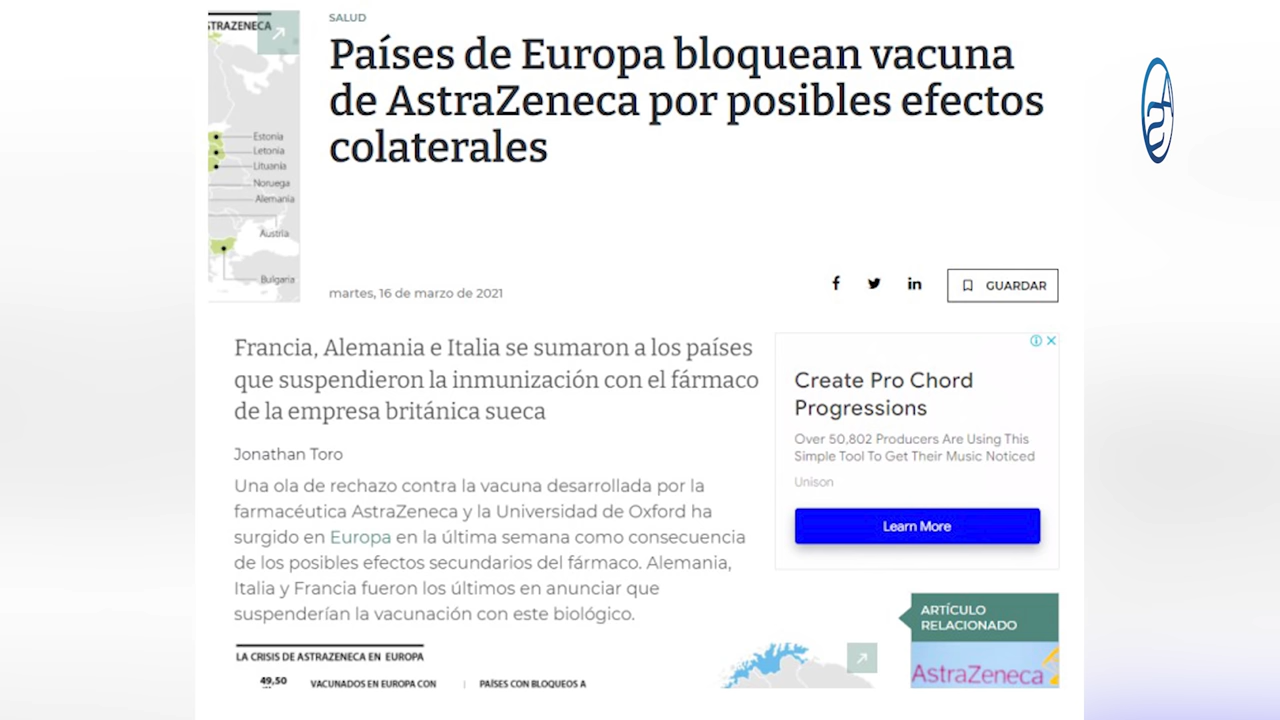 STRAZENECA
Estonia
Letonia
Lituania
Noruega
Alemania
Austria
Bulgaria
SALUD
Países de Europa bloquean vacuna
de AstraZeneca por posibles efectos
colaterales
martes, 16 de marzo de 2021
GUARDAR
Francia, Alemania e Italia se sumaron a los países
que suspendieron la inmunización con el fármaco
de la empresa británica sueca
Jonathan Toro
Una ola de rechazo contra la vacuna desarrollada por la
farmacéutica AstraZeneca y la Universidad de Oxford ha
surgido en Europa en la última semana como consecuencia
de los posibles efectos secundarios del fármaco. Alemania,
Italia y Francia fueron los últimos en anunciar que
suspenderían la vacunación con este biológico.
LA CRISIS DE ASTRAZENECA EN EUROPA
49,50
VACUNADOS EN EUROPA CON
PAÍSES CON BLOQUEOS A
Create Pro Chord
Progressions
Over 50,802 Producers Are Using This
Simple Tool To Get Their Music Noticed
Unison
Learn More
ARTÍCULO
RELACIONADO
AstraZeneca